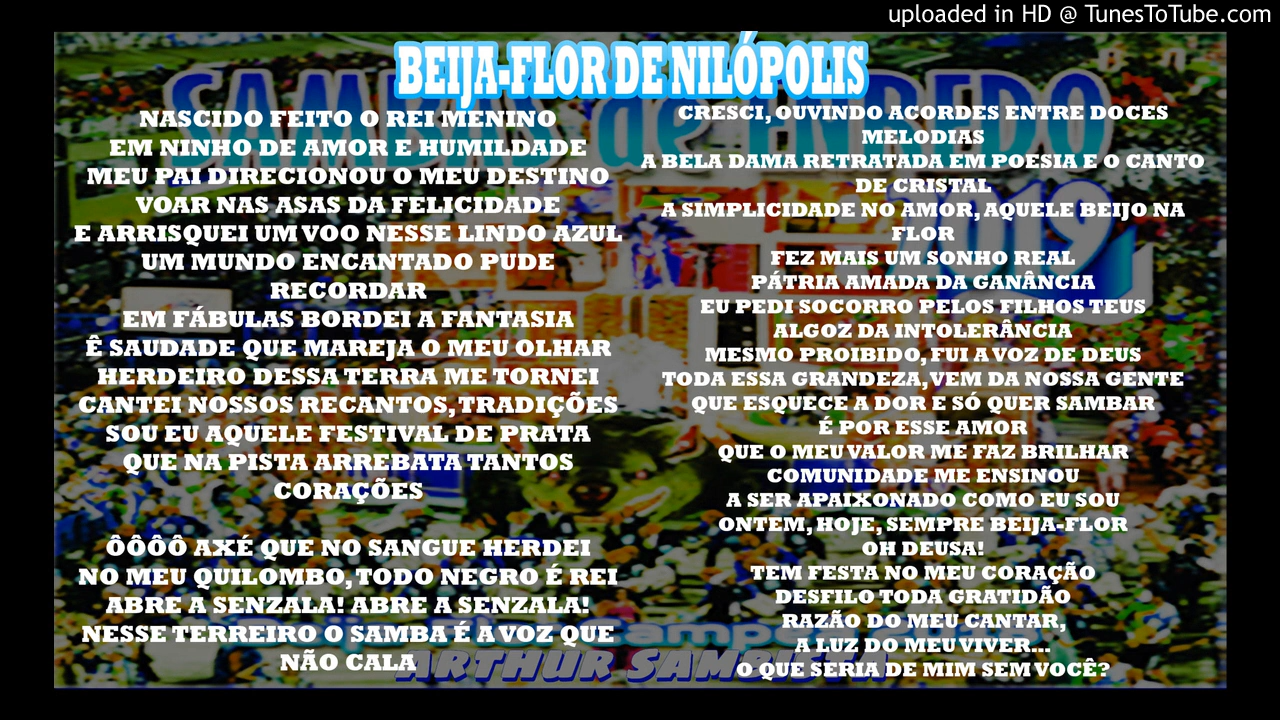 uploaded in HD @ TunesToTube.com
BEIJA-FLOR DE NILÓPOLIS
SAMBAS de ENREDO
2019
NASCIDO FEITO O REI MENINO
EM NINHO DE AMOR E HUMILDADE
MEU PAI DIRECIONOU O MEU DESTINO
VOAR NAS ASAS DA FELICIDADE
E ARRISQUEI UM VOO NESSE LINDO AZUL
UM MUNDO ENCANTADO PUDE
RECORDAR
EM FÁBULAS BORDEI A FANTASIA
Ê SAUDADE QUE MAREJA O MEU OLHAR
HERDEIRO DESSA TERRA ME TORNEI
CANTEI NOSSOS RECANTOS, TRADIÇÕES
SOU EU AQUELE FESTIVAL DE PRATA
QUE NA PISTA ARREBATA TANTOS
CORAÇÕES
ÔÔÔÔ AXÉ QUE NO SANGUE HERDEI
NO MEU QUILOMBO, TODO NEGRO É REI
ABRE A SENZALA! ABRE A SENZALA!
NESSE TERREIRO O SAMBA É A VOZ QUE
NÃO CALA
CRESCI, OUVINDO ACORDES ENTRE DOCES
MELODIAS
A BELA DAMA RETRATADA EM POESIA E O CANTO
DE CRISTAL
A SIMPLICIDADE NO AMOR, AQUELE BEIJO NA
FLOR
FEZ MAIS UM SONHO REAL
PÁTRIA AMADA DA GANÂNCIA
EU PEDI SOCORRO PELOS FILHOS TEUS
ALGOZ DA INTOLERÂNCIA
MESMO PROIBIDO, FUI A VOZ DE DEUS
TODA ESSA GRANDEZA, VEM DA NOSSA GENTE
QUE ESQUECE A DOR E SÓ QUER SAMBAR
É POR ESSE AMOR
QUE O MEU VALOR ME FAZ BRILHAR
COMUNIDADE ME ENSINOU
A SER APAIXONADO COMO EU SOU
ONTEM, HOJE, SEMPRE BEIJA-FLOR
OH DEUSA!
TEM FESTA NO MEU CORAÇÃO
DESFILO TODA GRATIDÃO
RAZÃO DO MEU CANTAR,
A LUZ DO MEU VIVER...
O QUE SERIA DE MIM SEM VOCÊ?
ARTHUR SAMBISTA